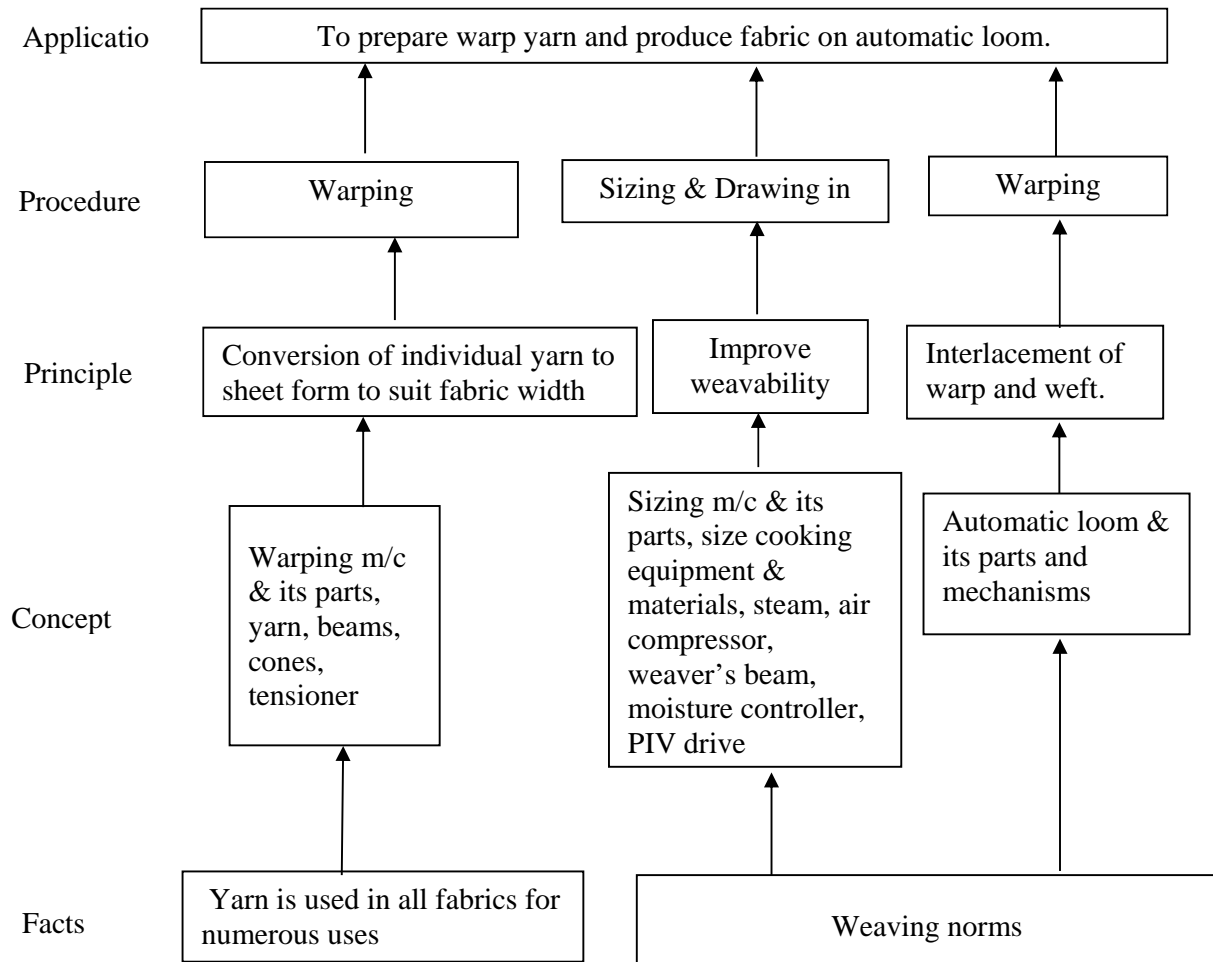 Applicatio
To prepare warp yarn and produce fabric on automatic loom.
Procedure
Warping
Sizing & Drawing in
Warping
Principle
Conversion of individual yarn to
sheet form to suit fabric width
Improve
weavability
Interlacement of
warp and weft.
Concept
Warping m/c
& its parts,
yarn, beams,
cones,
tensioner
Sizing m/c & its
parts, size cooking
equipment &
materials, steam, air
compressor,
weaver’s beam,
moisture controller,
PIV drive
Automatic loom &
its parts and
mechanisms
Facts
Yarn is used in all fabrics for
numerous uses
Weaving norms